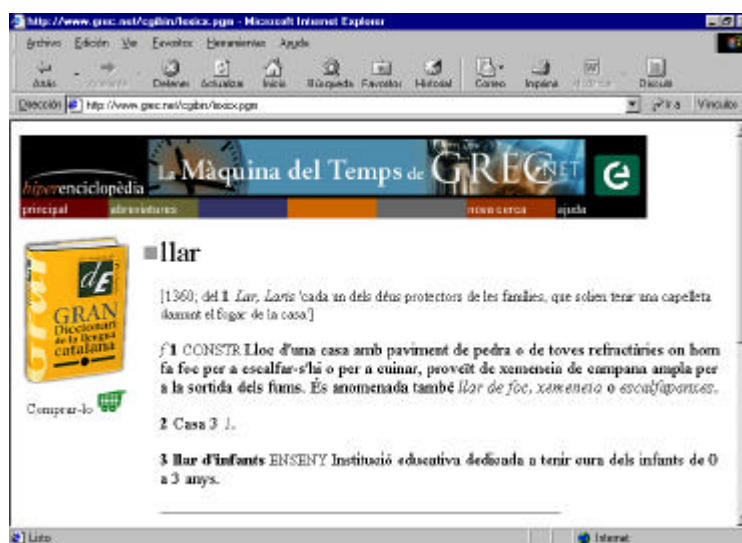 http://www.grec.net/cgibin/lexicx.pgm - Microsoft Internet Explorer
Archivo Edición Ver Favoritos Herramientas Ayuda
Atrás Detener Actualizar Inicio Búsqueda Favoritos Historial Correo Imprimir Discutir
Dirección http://www.grec.net/cgibin/lexicx.pgm Ir a Vínculos
hiperenciclopèdia La Màquina del Temps de GREC NET
principal abreviatures nova cerca ajuda
Gran
dE
GRAN
Diccionari
de la llengua
catalana
Comprar-lo
llar
[1360; del l Lar, Laris 'cada un dels déus protectors de les famílies, que solien tenir una capelleta
damunt el fogar de la casa']
f 1 CONSTR Lloc d'una casa amb paviment de pedra o de toves refractàries on hom
fa foc per a escalfar-s'hi o per a cuinar, proveït de xemeneia de campana ampla per
a la sortida dels fums. És anomenada també llar de foc, xemeneia o escalfapanxes.
2 Casa 3 1.
3 llar d'infants ENSENY Institució educativa dedicada a tenir cura dels infants de 0
a 3 anys.
Listo Internet